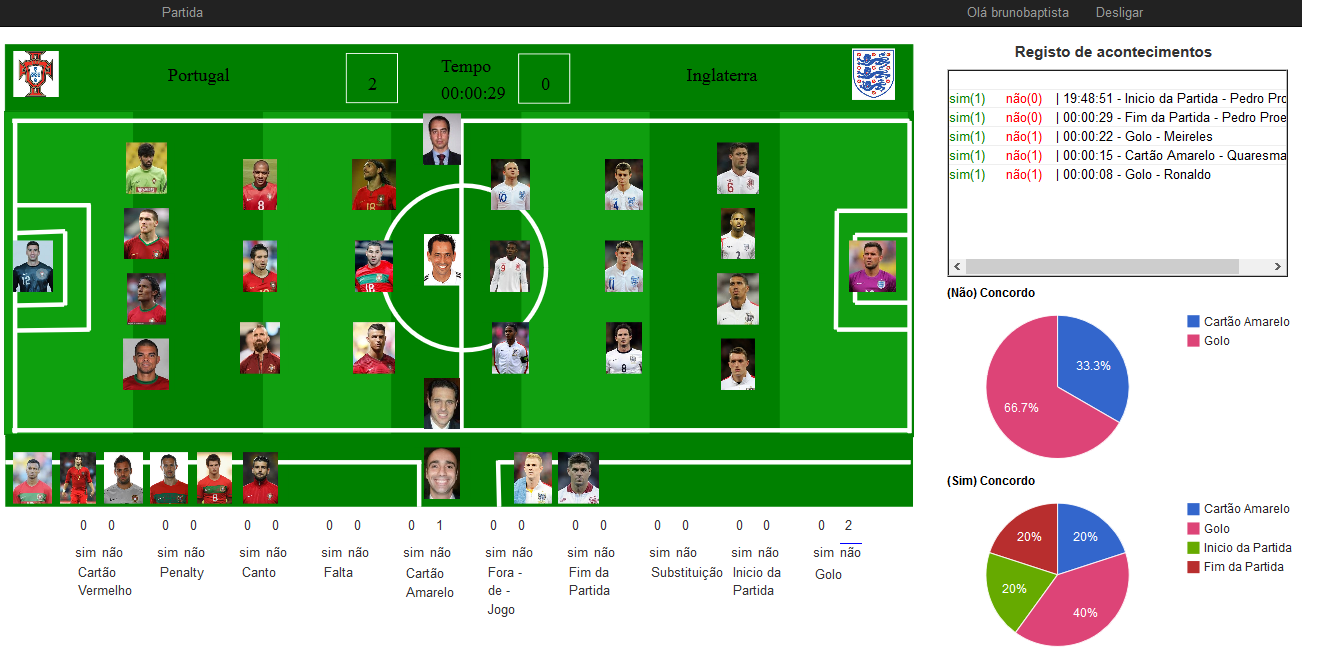 Partida
Olá brunobaptista
Desligar
Portugal
2
Tempo
00:00:29
0
Inglaterra
Registo de acontecimentos
sim(1) não(0) | 19:48:51 - Inicio da Partida - Pedro Pro
sim(1) não(0) | 00:00:29 - Fim da Partida - Pedro Proe
sim(1) não(1) | 00:00:22 - Golo - Meireles
sim(1) não(1) | 00:00:15 - Cartão Amarelo - Quaresma
sim(1) não(1) | 00:00:08 - Golo - Ronaldo
(Não) Concordo
Cartão Amarelo
Golo
33.3%
66.7%
(Sim) Concordo
Cartão Amarelo
Golo
Inicio da Partida
Fim da Partida
20%
20%
20%
40%
0 0 0 0 0 0 0 0 0 1 0 0 0 0 0 0 0 0 0 2
sim não sim não sim não sim não sim não sim não sim não sim não sim não sim não
Cartão
Vermelho
Penalty
Canto
Falta
Cartão
Amarelo
Fora -
de -
Jogo
Fim da
Partida
Substituição
Inicio da
Partida
Golo